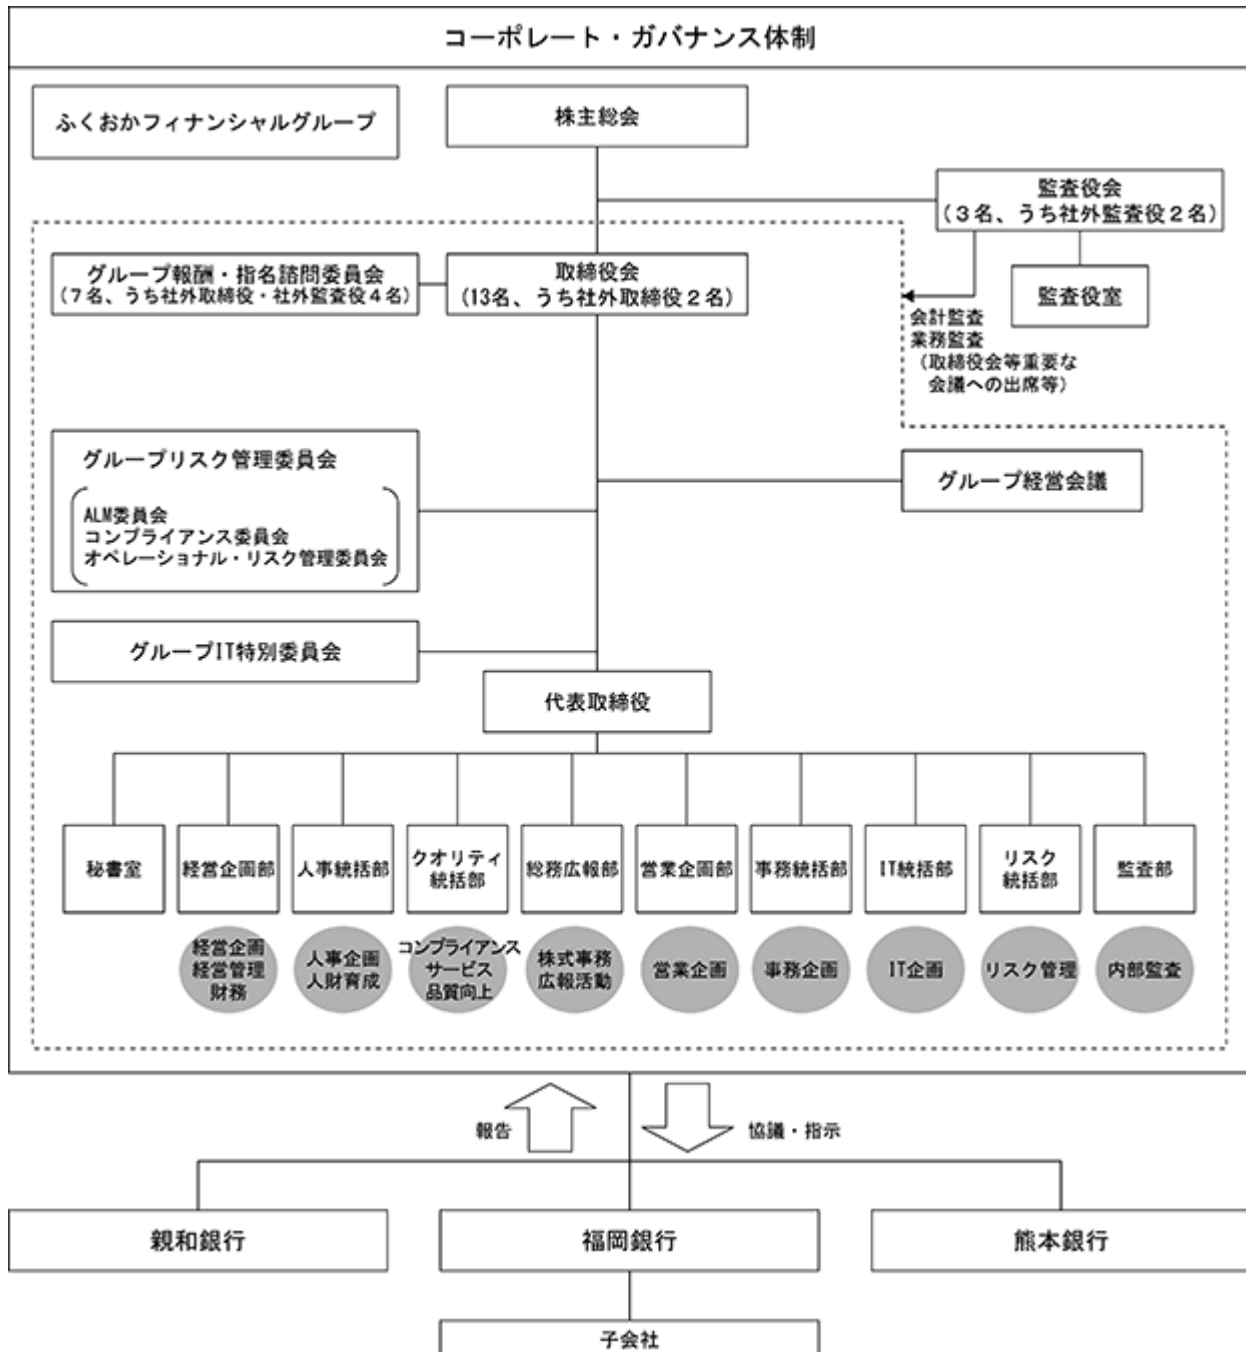 コーポレート・ガバナンス体制
ふくおかフィナンシャルグループ
株主総会
監査役会
(３名、うち社外監査役２名)
グループ報酬・指名諮問委員会
(７名、うち社外取締役・社外監査役４名)
取締役会
(13名、うち社外取締役２名)
監査役室
会計監査
業務監査
(取締役会等重要な
会議への出席等)
グループリスク管理委員会
ALM委員会
コンプライアンス委員会
オペレーショナル・リスク管理委員会
グループ経営会議
グループIT特別委員会
代表取締役
秘書室
経営企画部
人事統括部
クオリティ
統括部
総務広報部
営業企画部
事務統括部
IT統括部
リスク
統括部
監査部
経営企画
経営管理
財務
人事企画
人財育成
コンプライアンス
サービス
品質向上
株式事務
広報活動
営業企画
事務企画
IT企画
リスク管理
内部監査
報告
協議・指示
親和銀行
福岡銀行
熊本銀行
子会社